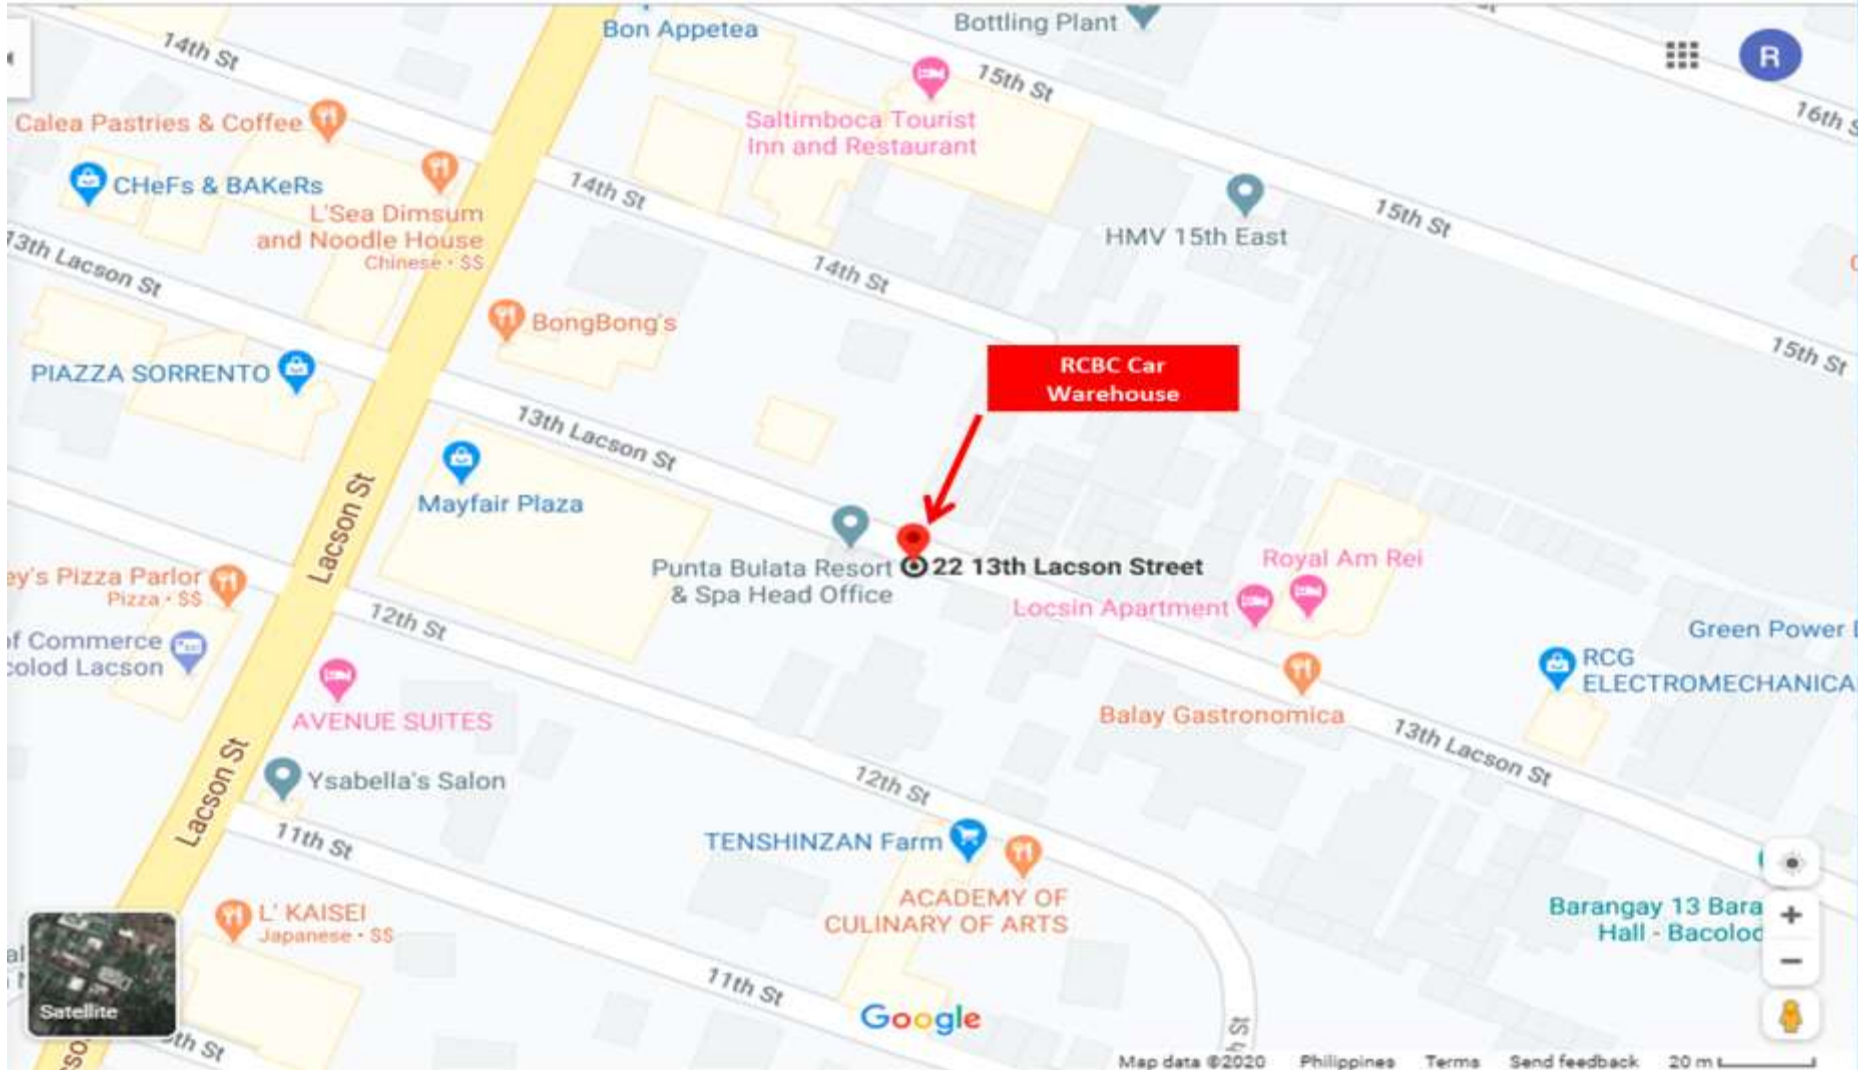 Bon Appetea
Bottling Plant
14th St
15th St
R
16th S
Calea Pastries & Coffee
Saltimboca Tourist
Inn and Restaurant
CHeFs & BAKeRs
14th St
L'Sea Dimsum
and Noodle House
Chinese • $$
15th St
HMV 15th East
13th Lacson St
14th St
BongBong's
15th St
PIAZZA SORRENTO
RCBC Car
Warehouse
13th Lacson St
Mayfair Plaza
Lacson St
Punta Bulata Resort
& Spa Head Office
22 13th Lacson Street
Royal Am Rei
Locsin Apartment
ey's Pizza Parlor
Pizza • $$
12th St
of Commerce
colod Lacson
Green Power
RCG
ELECTROMECHANICA
AVENUE SUITES
Balay Gastronomica
13th Lacson St
Lacson St
Ysabella's Salon
12th St
11th St
TENSHINZAN Farm
ACADEMY OF
CULINARY OF ARTS
L' KAISEI
Japanese • $$
Barangay 13 Bara
Hall - Bacolod
11th St
Satellite
Google
th St
h St
Map data ©2020 Philippines Terms Send feedback 20 m